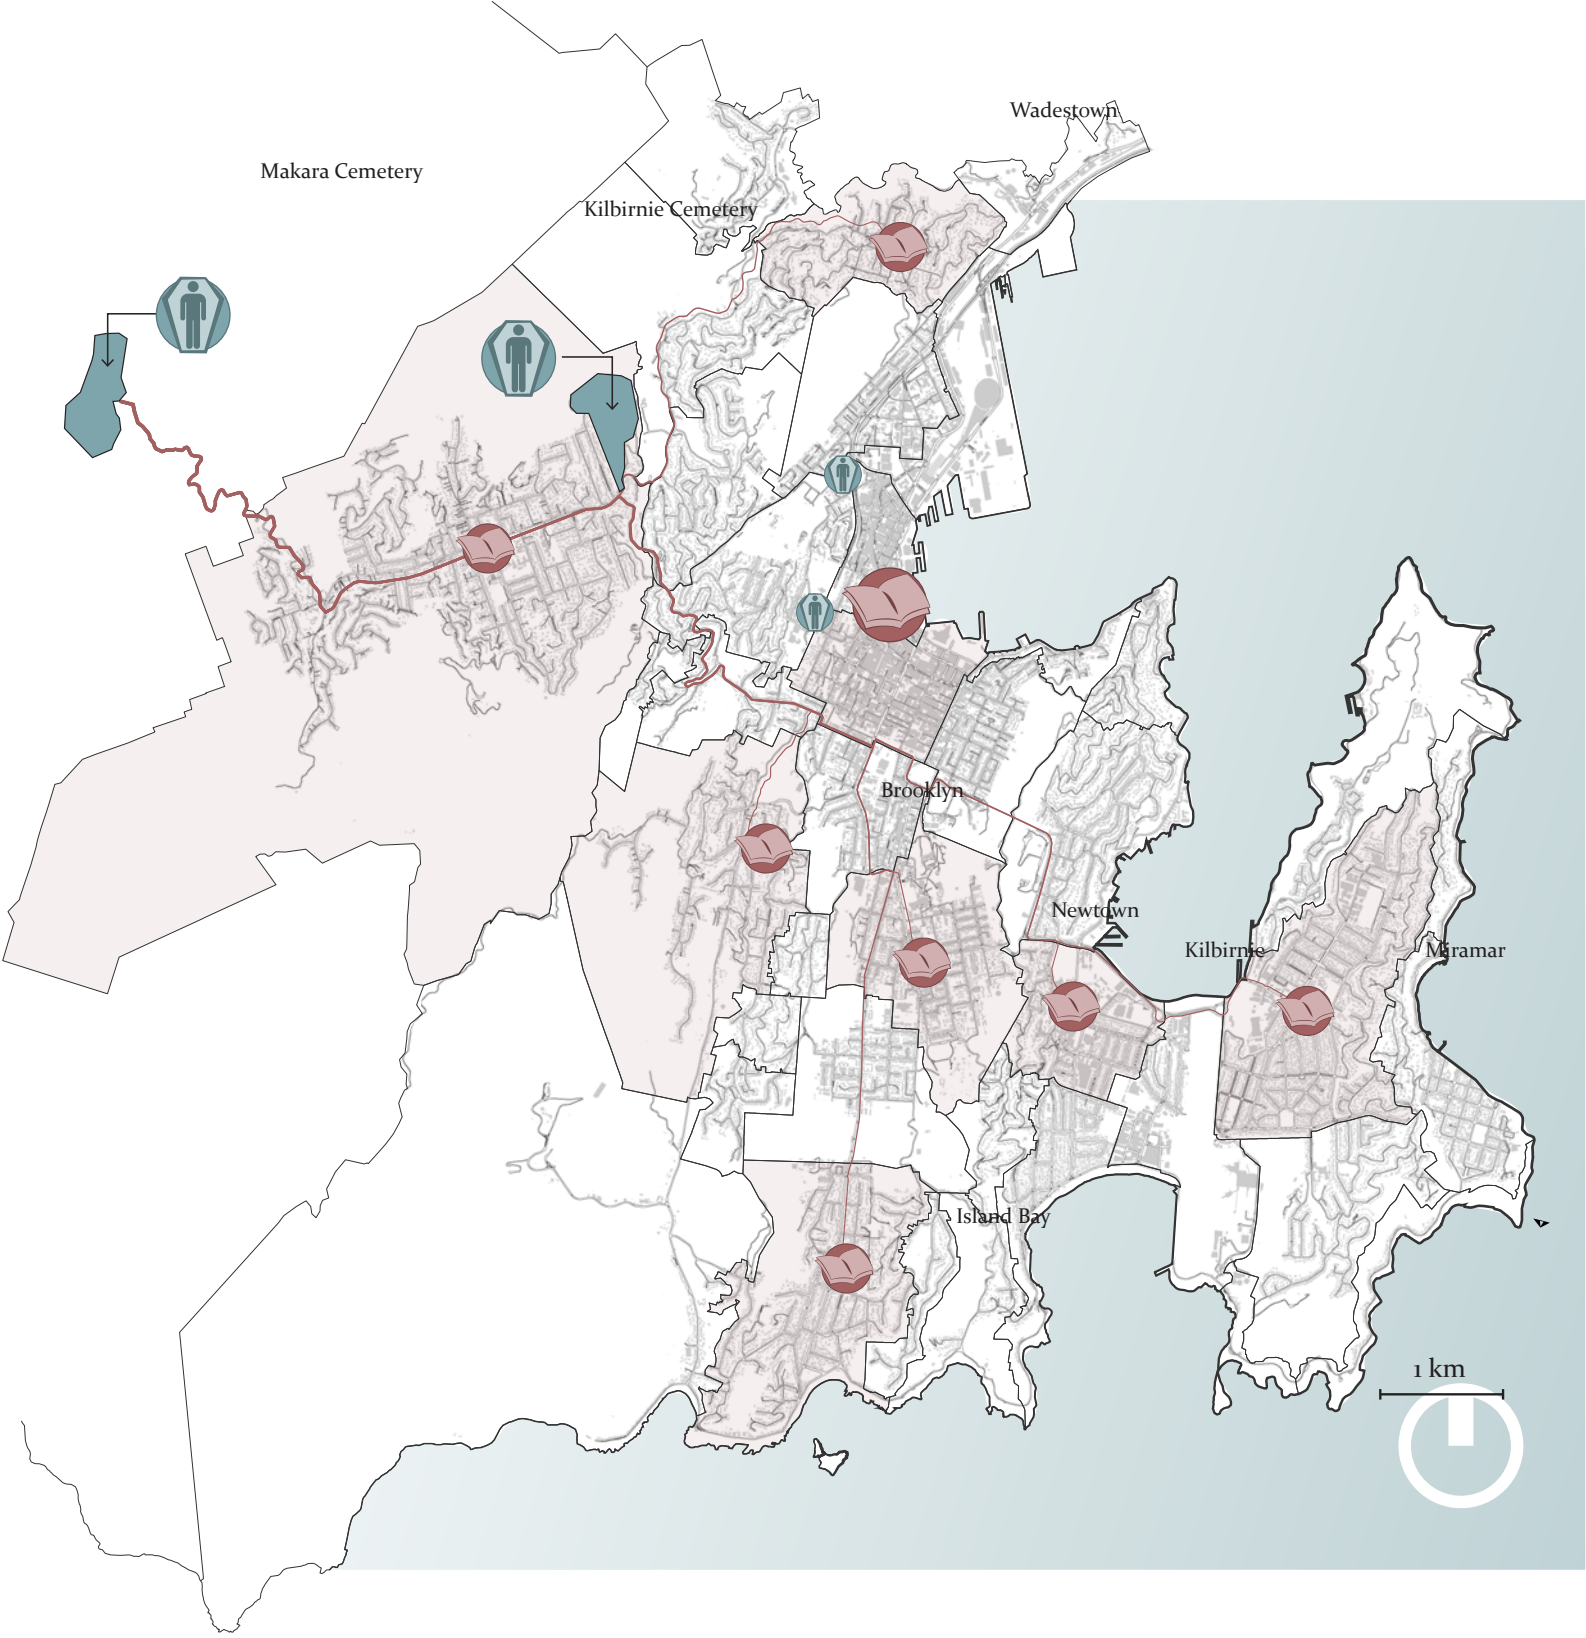 Wadestown
Makara Cemetery
Kilbirnie Cemetery
Brooklyn
Newtown
Kilbirnie
Miramar
Island Bay
1 km